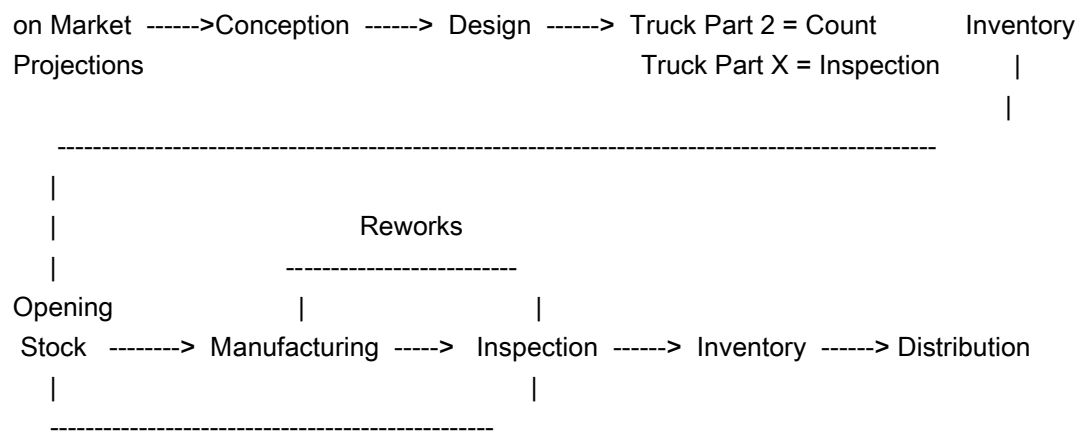 on Market ------>Conception ------> Design ------> Truck Part 2 = Count Inventory
Projections Truck Part X = Inspection |
|
----------------------------------------------------------------------------------------------------
|
| Reworks
| --------------------------
Opening | |
Stock --------> Manufacturing -----> Inspection ------> Inventory ------> Distribution
| |
--------------------------------------------------